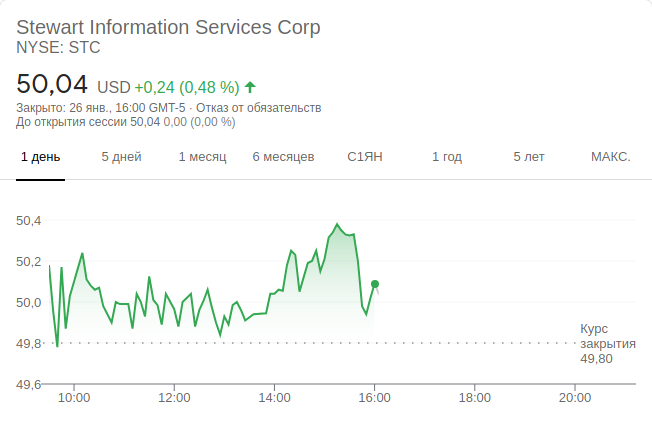 Stewart Information Services Corp
NYSE: STC
50,04 USD +0,24 (0,48 %)
Закрыто: 26 янв., 16:00 GMT-5 · Отказ от обязательств
До открытия сессии 50,04 0,00 (0,00 %)
1 день 5 дней 1 месяц 6 месяцев С1ЯН 1 год 5 лет МАКС.
50,4
50,2
50,0
49,8
Курс
закрытия
49,80
49,6
10:00 12:00 14:00 16:00 18:00 20:00